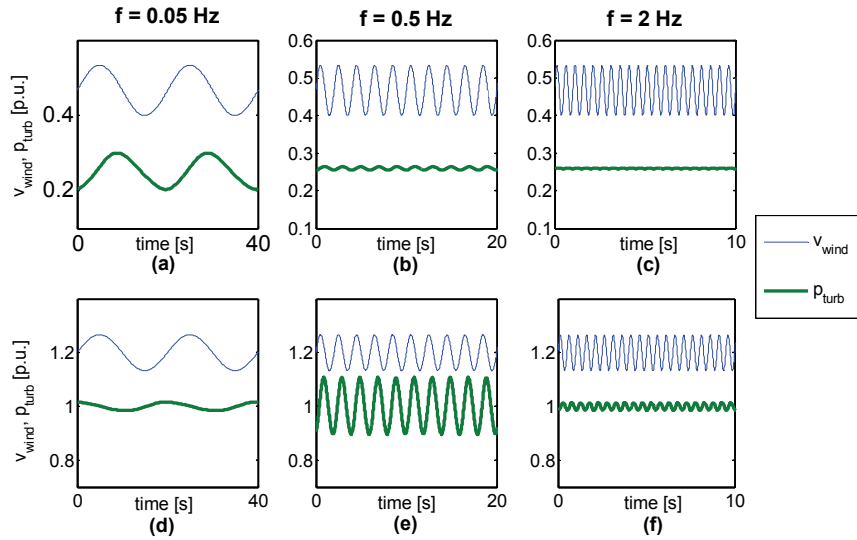 f = 0.05 Hz f = 0.5 Hz f = 2 Hz
v_wind, p_turb [p.u.]
0.4
0.2
0 40
time [s]
(a)
0.6
0.5
0.4
0.3
0.2
0.1
0 20
time [s]
(b)
0.6
0.5
0.4
0.3
0.2
0.1
0 10
time [s]
(c)
v_wind
p_turb
v_wind, p_turb [p.u.]
1.2
1
0.8
0 40
time [s]
(d)
1.2
1
0.8
0 20
time [s]
(e)
1.2
1
0.8
0 10
time [s]
(f)